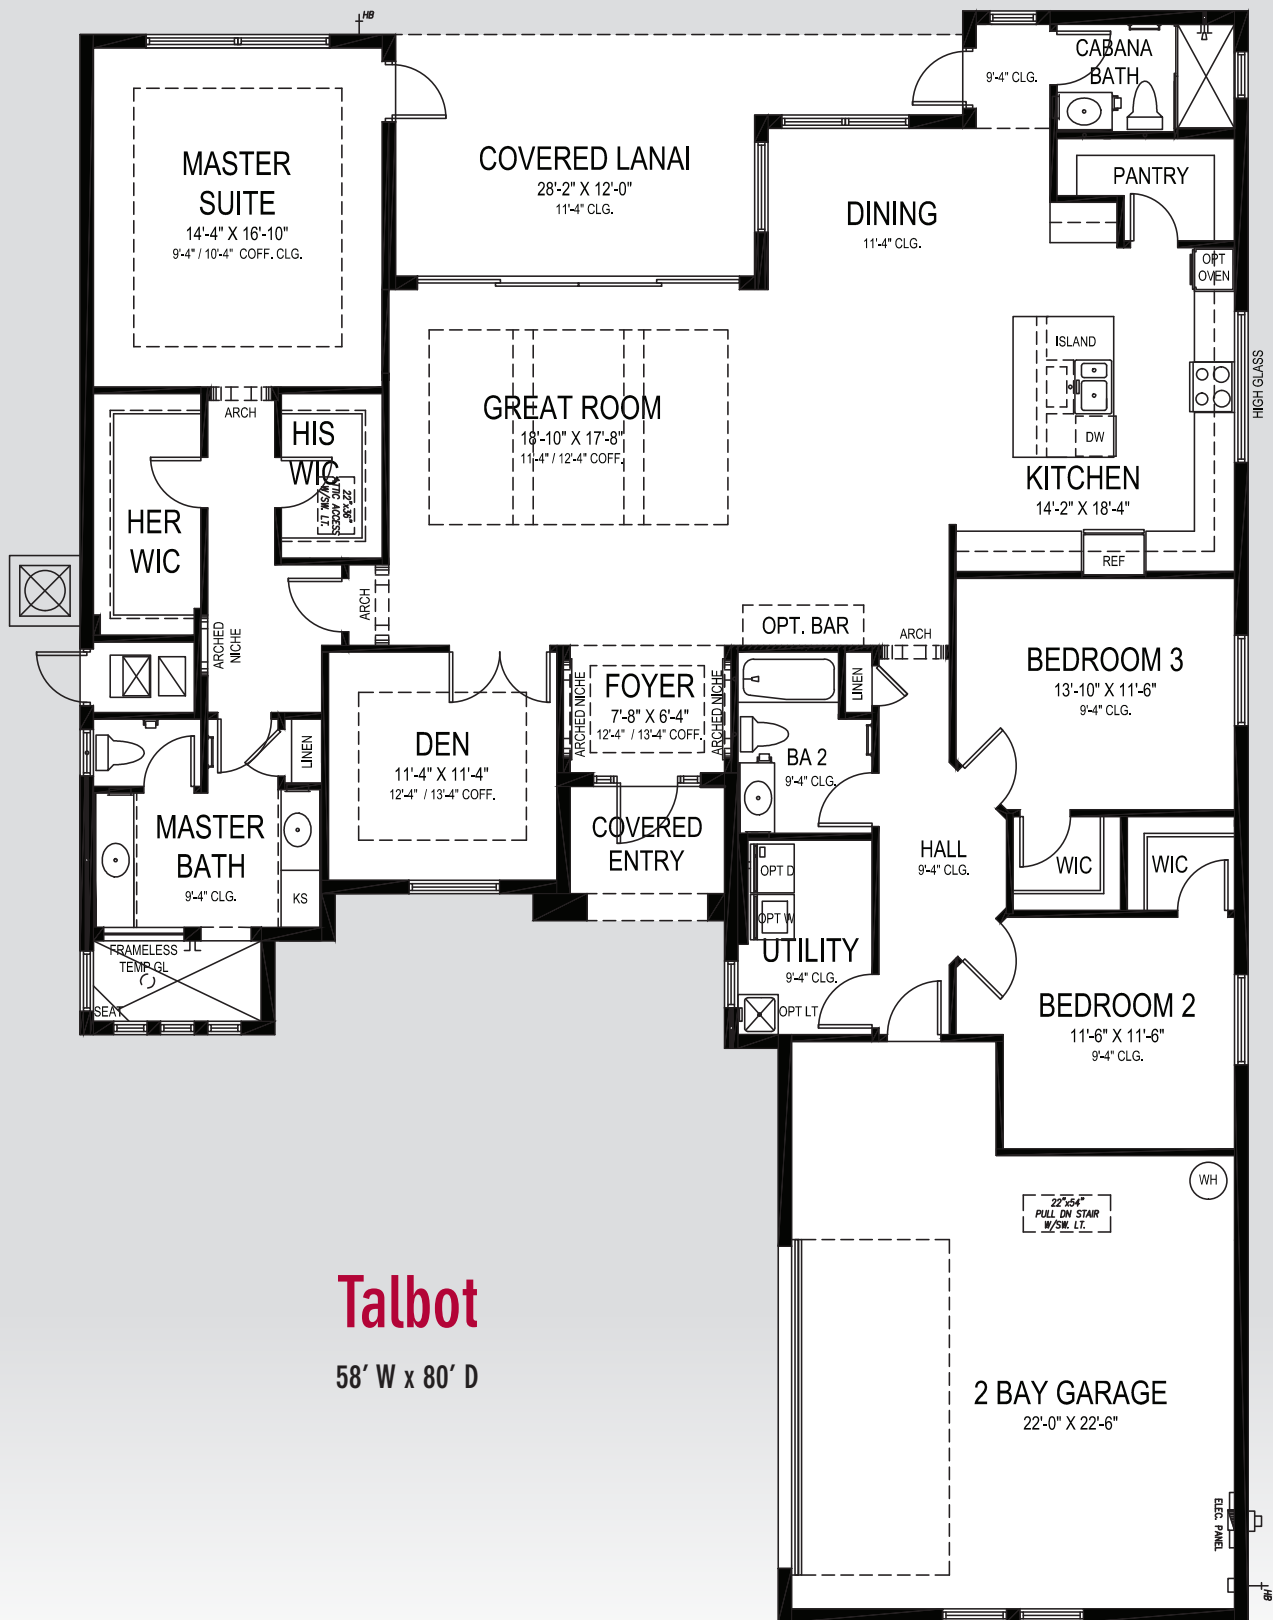 HB
CABANA
BATH
9'-4" CLG.
MASTER
SUITE
14'-4" X 16'-10"
9'-4" / 10'-4" COFF. CLG.
COVERED LANAI
28'-2" X 12'-0"
11'-4" CLG.
DINING
11'-4" CLG.
PANTRY
OPT
OVEN
ISLAND
DW
HIGH GLASS
ARCH
HIS
WIC
22"x36"
ATTIC ACCESS
W/SW. LT.
GREAT ROOM
18'-10" X 17'-8"
11'-4" / 12'-4" COFF.
KITCHEN
14'-2" X 18'-4"
REF
HER
WIC
ARCH
ARCHED
NICHE
OPT. BAR
ARCH
BEDROOM 3
13'-10" X 11'-6"
9'-4" CLG.
FOYER
7'-8" X 6'-4"
12'-4" / 13'-4" COFF.
ARCHED NICHE
ARCHED NICHE
LINEN
LINEN
DEN
11'-4" X 11'-4"
12'-4" / 13'-4" COFF.
BA 2
9'-4" CLG.
MASTER
BATH
9'-4" CLG.
KS
COVERED
ENTRY
HALL
9'-4" CLG.
WIC
WIC
OPT D
OPT W
UTILITY
9'-4" CLG.
OPT LT
FRAMELESS
TEMP GL
SEAT
BEDROOM 2
11'-6" X 11'-6"
9'-4" CLG.
WH
22"x54"
PULL DN STAIR
W/SW. LT.
Talbot
58' W x 80' D
2 BAY GARAGE
22'-0" X 22'-6"
ELEC. PANEL
HB